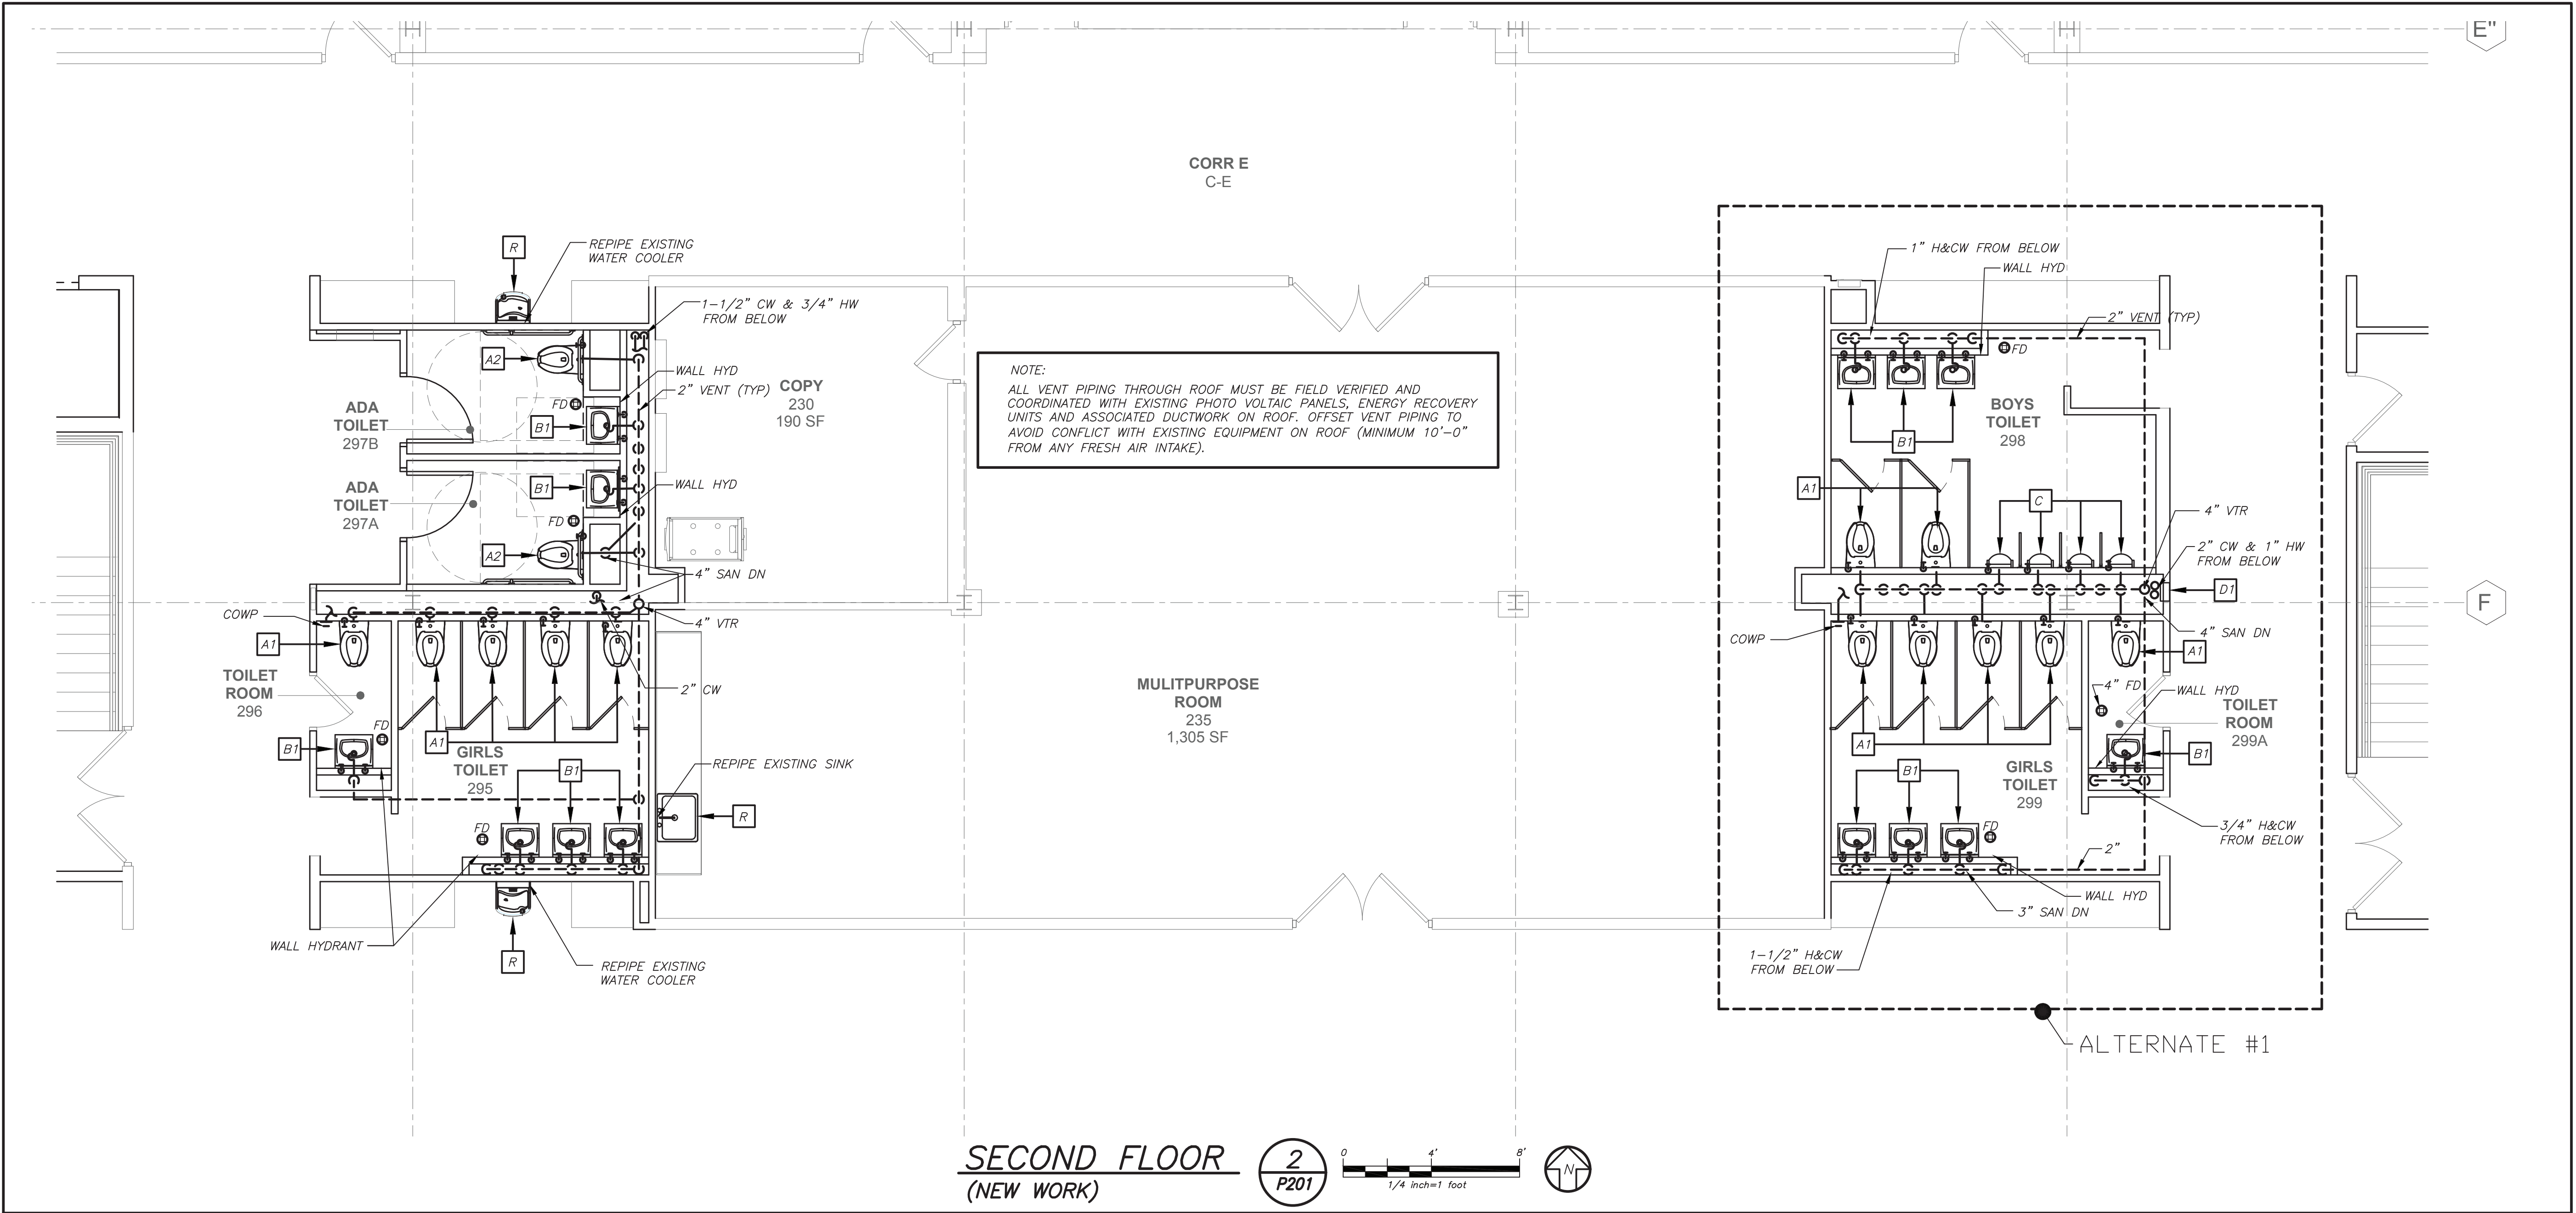 E"
CORR E
C-E
R
REPIPE EXISTING
WATER COOLER
1-1/2" CW & 3/4" HW
FROM BELOW
A2
WALL HYD
2" VENT (TYP)
COPY
230
190 SF
ADA
TOILET
297B
FD
B1
ADA
TOILET
297A
B1
WALL HYD
FD
A2
4" SAN DN
COWP
4" VTR
A1
TOILET
ROOM
296
2" CW
FD
B1
A1
GIRLS
TOILET
295
B1
REPIPE EXISTING SINK
R
FD
WALL HYDRANT
R
REPIPE EXISTING
WATER COOLER
NOTE:
ALL VENT PIPING THROUGH ROOF MUST BE FIELD VERIFIED AND
COORDINATED WITH EXISTING PHOTO VOLTAIC PANELS, ENERGY RECOVERY
UNITS AND ASSOCIATED DUCTWORK ON ROOF. OFFSET VENT PIPING TO
AVOID CONFLICT WITH EXISTING EQUIPMENT ON ROOF (MINIMUM 10'-0"
FROM ANY FRESH AIR INTAKE).
MULITPURPOSE
ROOM
235
1,305 SF
1" H&CW FROM BELOW
WALL HYD
2" VENT (TYP)
FD
BOYS
TOILET
298
B1
A1
C
4" VTR
2" CW & 1" HW
FROM BELOW
D1
F
COWP
4" SAN DN
A1
4" FD
WALL HYD
TOILET
ROOM
299A
A1
B1
GIRLS
TOILET
299
B1
FD
3/4" H&CW
FROM BELOW
2"
WALL HYD
3" SAN DN
1-1/2" H&CW
FROM BELOW
ALTERNATE #1
SECOND FLOOR
(NEW WORK)
2
P201
0 4' 8'
1/4 inch=1 foot
N